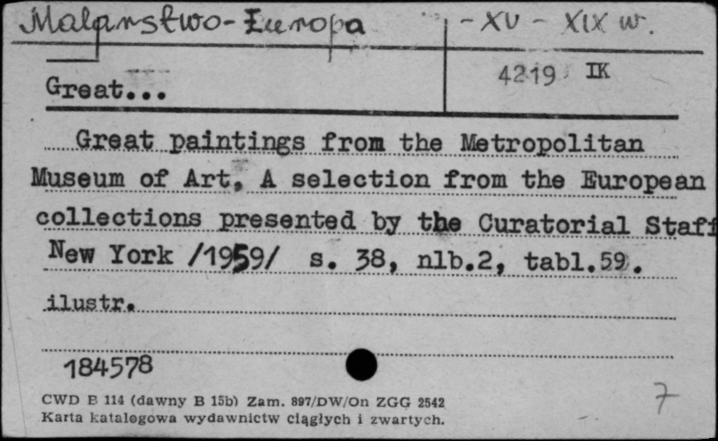 Malarstwo-Europa - XV - XIX w.
Great... 4219 IK
Great paintings from the Metropolitan
Museum of Art. A selection from the European
collections presented by the Curatorial Staff
New York /1959/ s. 38, nlb.2, tabl.59.
ilustr.
184578
CWD B 114 (dawny B 15b) Zam. 897/DW/On ZGG 2542
Karta katalogowa wydawnictw ciągłych i zwartych.
7